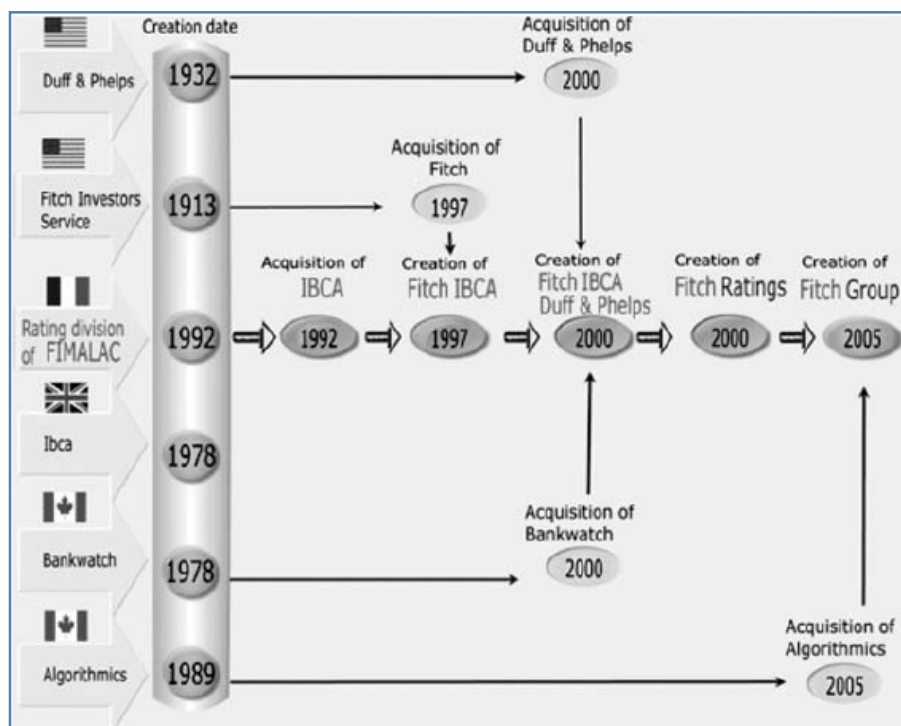 Creation date
Acquisition of
Duff & Phelps
Duff & Phelps
1932
2000
Acquisition of
Fitch
Fitch Investors
Service
1913
1997
Acquisition of
IBCA
Creation of
Fitch IBCA
Creation of
Fitch IBCA
Duff & Phelps
Creation of
Fitch Ratings
Creation of
Fitch Group
Rating division
of FIMALAC
1992
1992
1997
2000
2000
2005
Ibca
1978
Acquisition of
Bankwatch
Bankwatch
1978
2000
Acquisition of
Algorithmics
Algorithmics
1989
2005